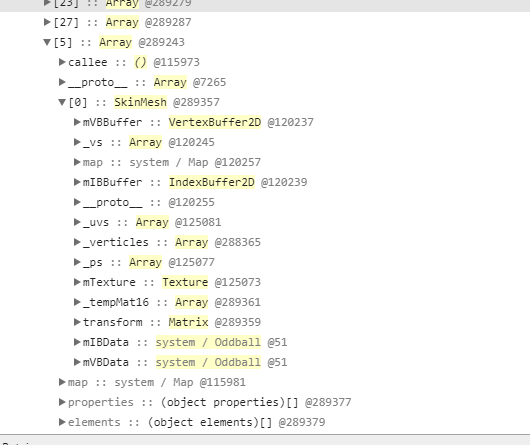 [23] :: Array @289279
[27] :: Array @289287
[5] :: Array @289243
callee :: () @115973
__proto__ :: Array @7265
[0] :: SkinMesh @289357
mVBBuffer :: VertexBuffer2D @120237
_vs :: Array @120245
map :: system / Map @120257
mIBBuffer :: IndexBuffer2D @120239
__proto__ :: @120255
_uvs :: Array @125081
_verticles :: Array @288365
_ps :: Array @125077
mTexture :: Texture @125073
_tempMat16 :: Array @289361
transform :: Matrix @289359
mIBData :: system / Oddball @51
mVBData :: system / Oddball @51
map :: system / Map @115981
properties :: (object properties)[] @289377
elements :: (object elements)[] @289379